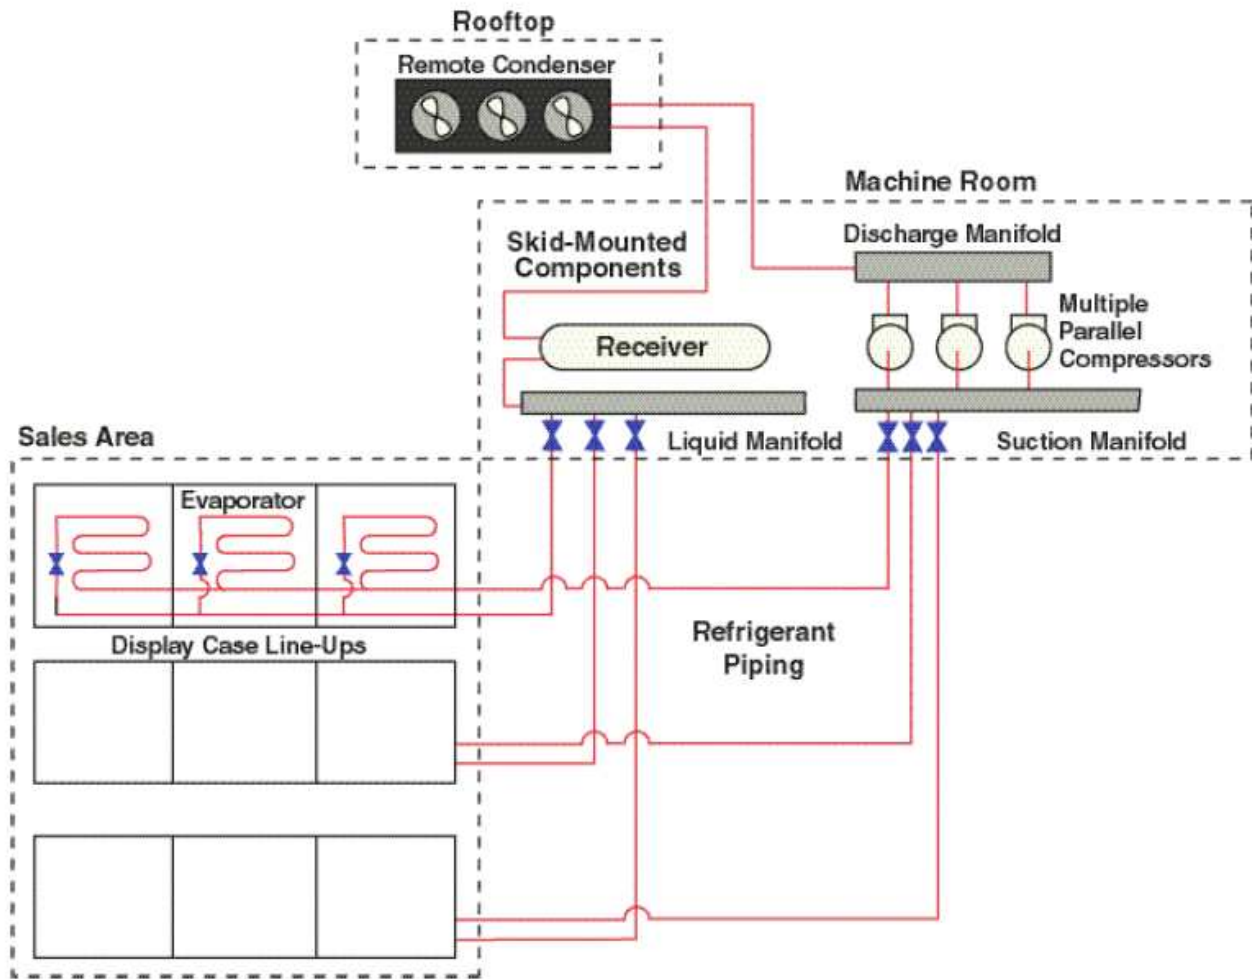 Rooftop
Remote Condenser
Machine Room
Skid-Mounted
Components
Discharge Manifold
Multiple
Parallel
Compressors
Receiver
Liquid Manifold
Suction Manifold
Sales Area
Evaporator
Display Case Line-Ups
Refrigerant
Piping